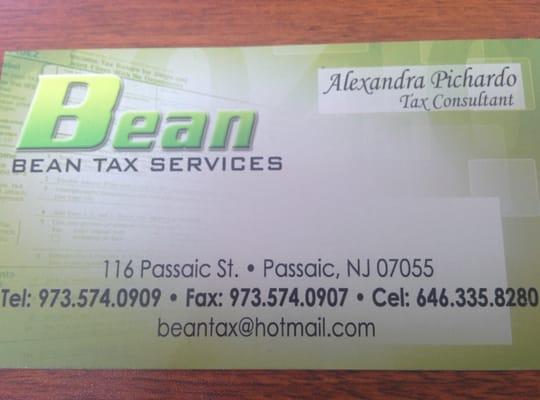 Bean
BEAN TAX SERVICES
Alexandra Pichardo
Tax Consultant
116 Passaic St. • Passaic, NJ 07055
Tel: 973.574.0909 • Fax: 973.574.0907 • Cel: 646.335.8280
beantax@hotmail.com